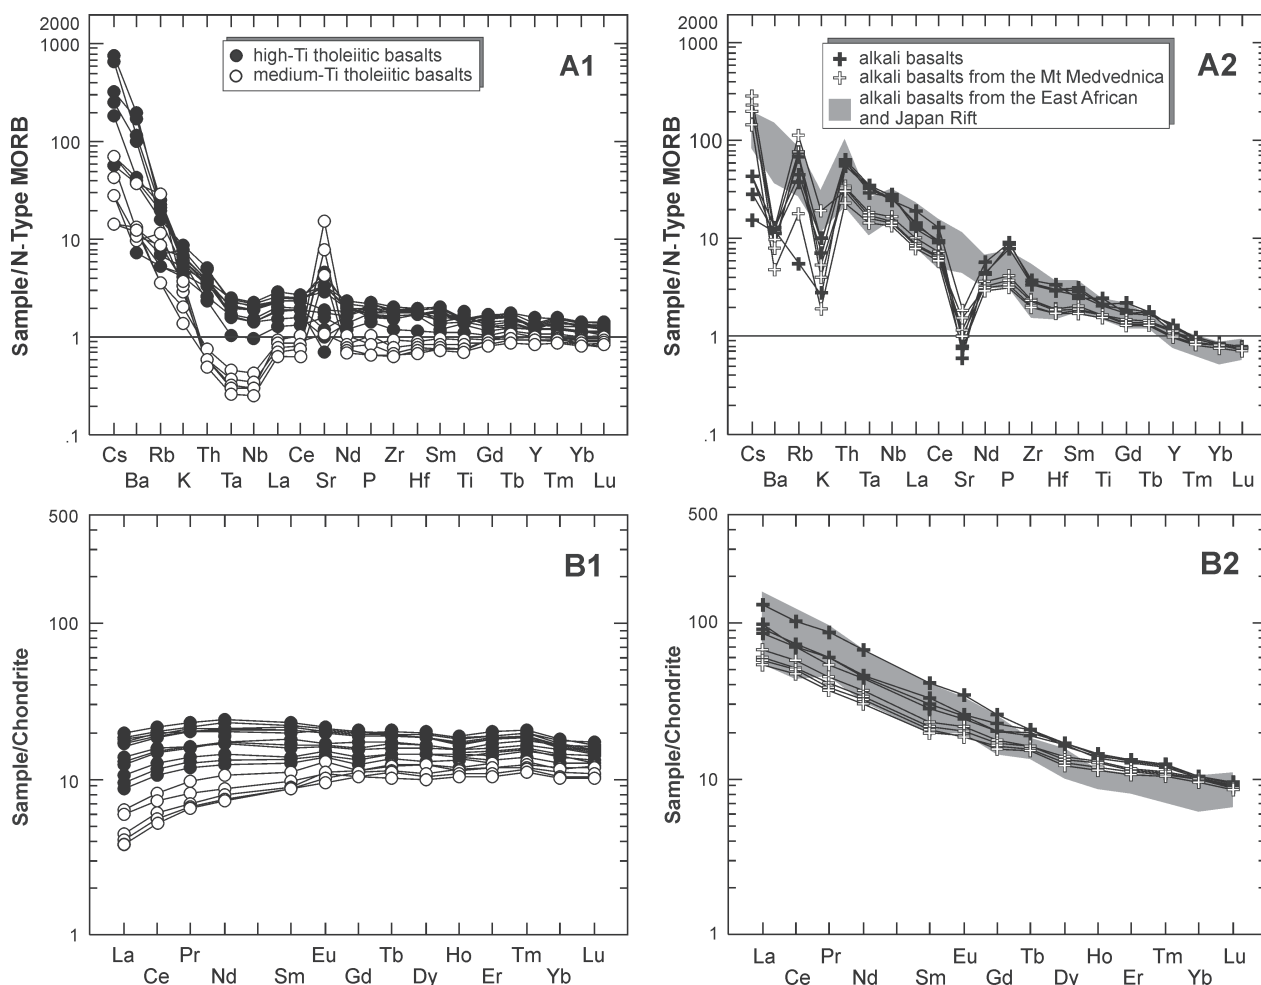 2000
1000
100
10
1
.1
Sample/N-Type MORB
high-Ti tholeiitic basalts
medium-Ti tholeiitic basalts
A1
Cs Rb Th Nb Ce Nd Zr Sm Gd Y Yb
Ba K Ta La Sr P Hf Ti Tb Tm Lu
2000
1000
100
10
1
.1
Sample/N-Type MORB
alkali basalts
alkali basalts from the Mt Medvednica
alkali basalts from the East African
and Japan Rift
A2
Cs Rb Th Nb Ce Nd Zr Sm Gd Y Yb
Ba K Ta La Sr P Hf Ti Tb Tm Lu
500
100
10
1
Sample/Chondrite
B1
La Pr Eu Tb Ho Tm Lu
Ce Nd Sm Gd Dy Er Yb
500
100
10
1
Sample/Chondrite
B2
La Pr Eu Tb Ho Tm Lu
Ce Nd Sm Gd Dy Er Yb